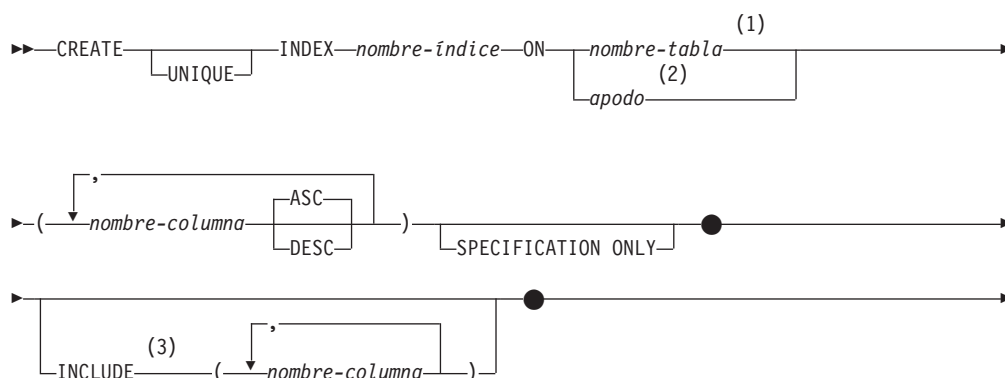 (1)
CREATE INDEX nombre-índice ON nombre-tabla
UNIQUE (2)
apodo
,
ASC
( nombre-columna )
DESC SPECIFICATION ONLY
,
(3)
INCLUDE ( nombre-columna )